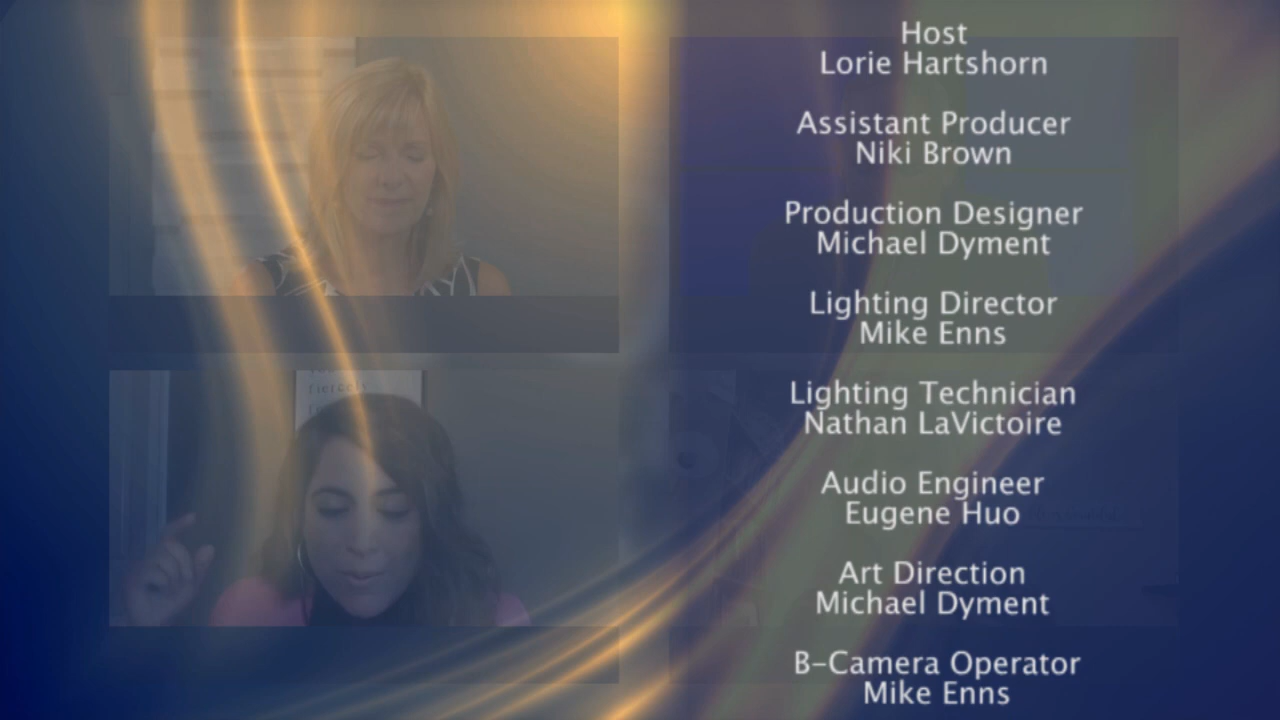 Host
Lorie Hartshorn
Assistant Producer
Niki Brown
Production Designer
Michael Dyment
Lighting Director
Mike Enns
Lighting Technician
Nathan LaVictoire
Audio Engineer
Eugene Huo
Art Direction
Michael Dyment
B-Camera Operator
Mike Enns
fiercely